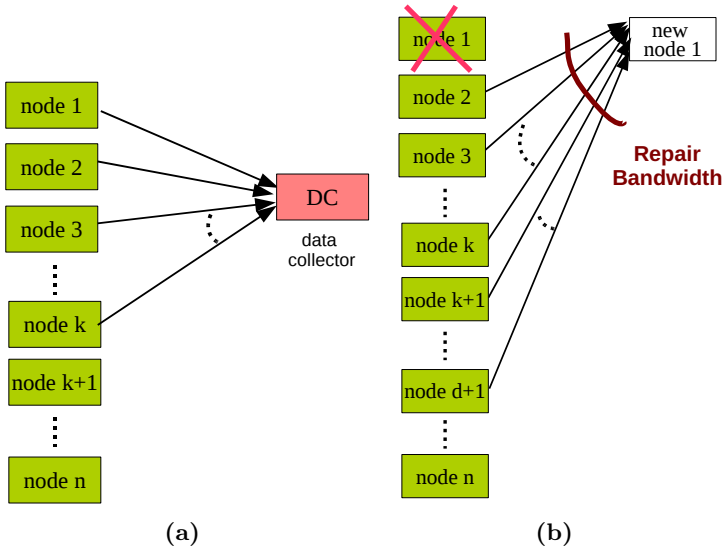 node 1
node 2
node 3
node k
node k+1
node n
DC
data
collector
(a)
node 1
node 2
node 3
node k
node k+1
node d+1
node n
new
node 1
Repair
Bandwidth
(b)